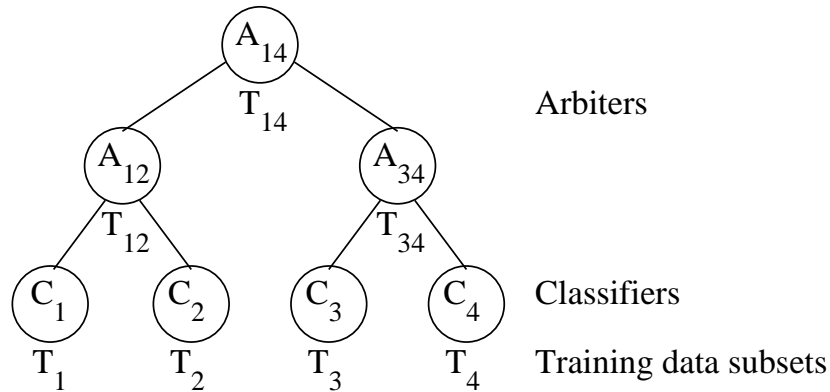 A₁₄
T₁₄ Arbiters
A₁₂ A₃₄
T₁₂ T₃₄
C₁ C₂ C₃ C₄ Classifiers
T₁ T₂ T₃ T₄ Training data subsets